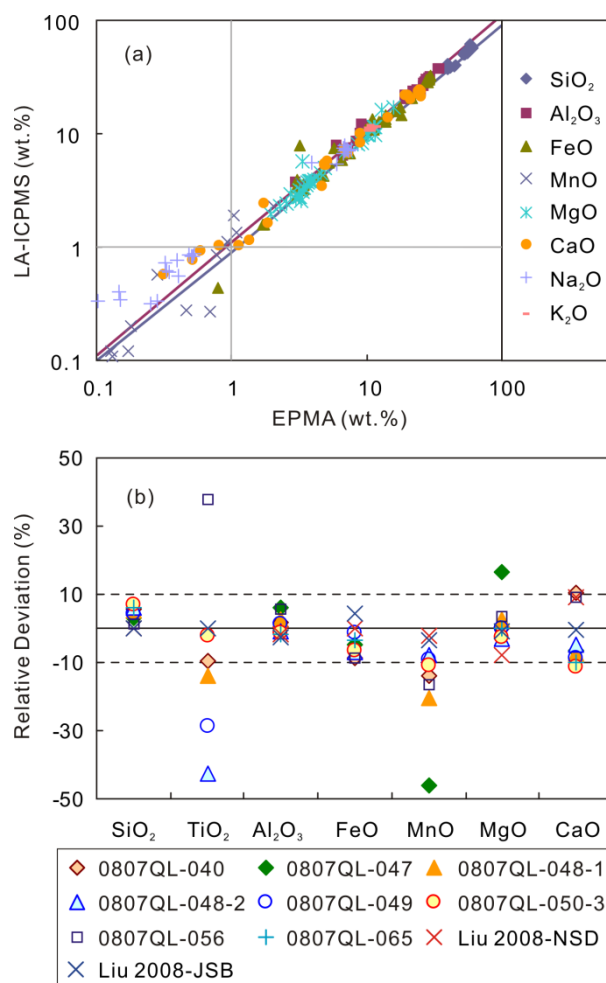 100
(a)
SiO₂
Al₂O₃
10
FeO
MnO
LA-ICPMS (wt.%)
MgO
1
CaO
Na₂O
K₂O
0.1
0.1 1 10 100
EPMA (wt.%)
50
(b)
30
10
Relative Deviation (%)
-10
-30
-50
SiO₂ TiO₂ Al₂O₃ FeO MnO MgO CaO
0807QL-040 0807QL-047 0807QL-048-1
0807QL-048-2 0807QL-049 0807QL-050-3
0807QL-056 0807QL-065 Liu 2008-NSD
Liu 2008-JSB